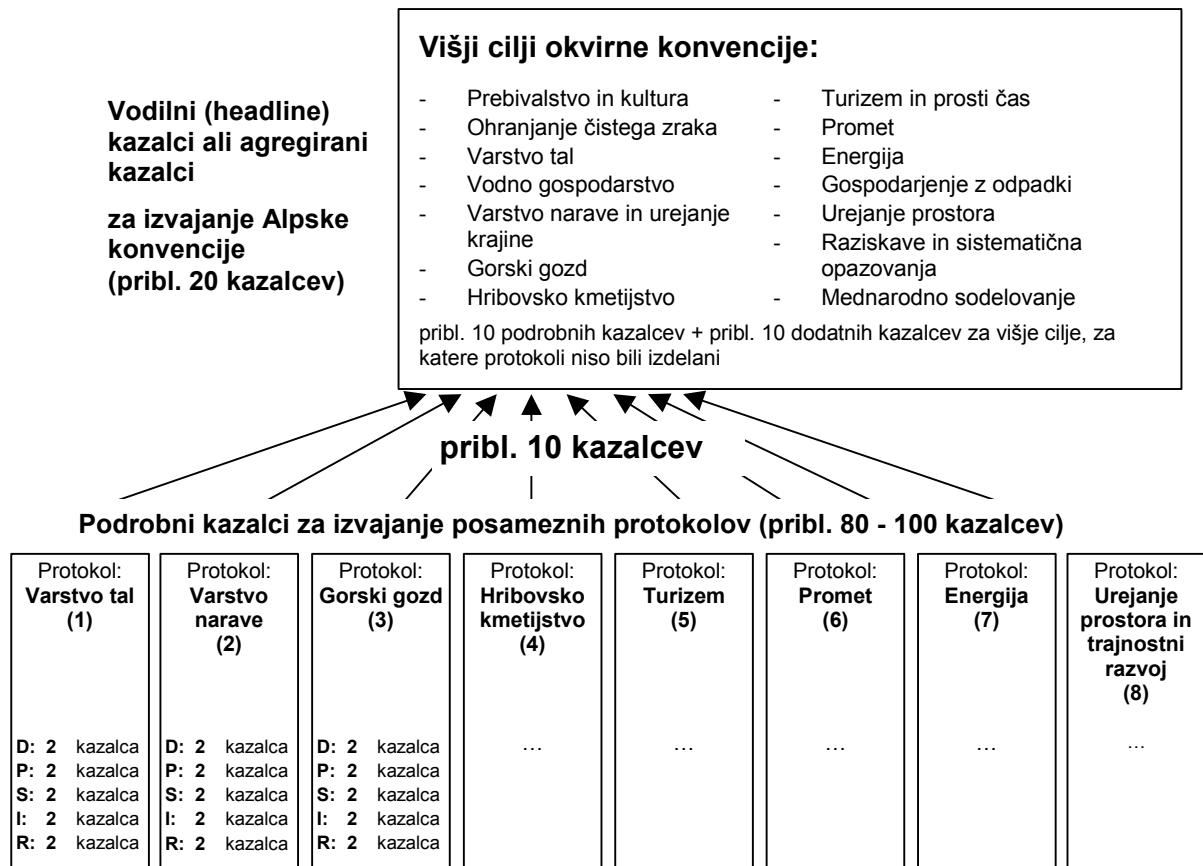 Vodilni (headline)
kazalci ali agregirani
kazalci
za izvajanje Alpske
konvencije
(pribl. 20 kazalcev)
Višji cilji okvirne konvencije:
- Prebivalstvo in kultura
- Ohranjanje čistega zraka
- Varstvo tal
- Vodno gospodarstvo
- Varstvo narave in urejanje
krajine
- Gorski gozd
- Hribovsko kmetijstvo
- Turizem in prosti čas
- Promet
- Energija
- Gospodarjenje z odpadki
- Urejanje prostora
- Raziskave in sistematična
opazovanja
- Mednarodno sodelovanje
pribl. 10 podrobnih kazalcev + pribl. 10 dodatnih kazalcev za višje cilje, za
katere protokoli niso bili izdelani
pribl. 10 kazalcev
Podrobni kazalci za izvajanje posameznih protokolov (pribl. 80 - 100 kazalcev)
Protokol:
Varstvo tal
(1)
D: 2 kazalca
P: 2 kazalca
S: 2 kazalca
I: 2 kazalca
R: 2 kazalca
Protokol:
Varstvo
narave
(2)
D: 2 kazalca
P: 2 kazalca
S: 2 kazalca
I: 2 kazalca
R: 2 kazalca
Protokol:
Gorski gozd
(3)
D: 2 kazalca
P: 2 kazalca
S: 2 kazalca
I: 2 kazalca
R: 2 kazalca
Protokol:
Hribovsko
kmetijstvo
(4)
…
Protokol:
Turizem
(5)
…
Protokol:
Promet
(6)
…
Protokol:
Energija
(7)
…
Protokol:
Urejanje
prostora in
trajnostni
razvoj
(8)
…